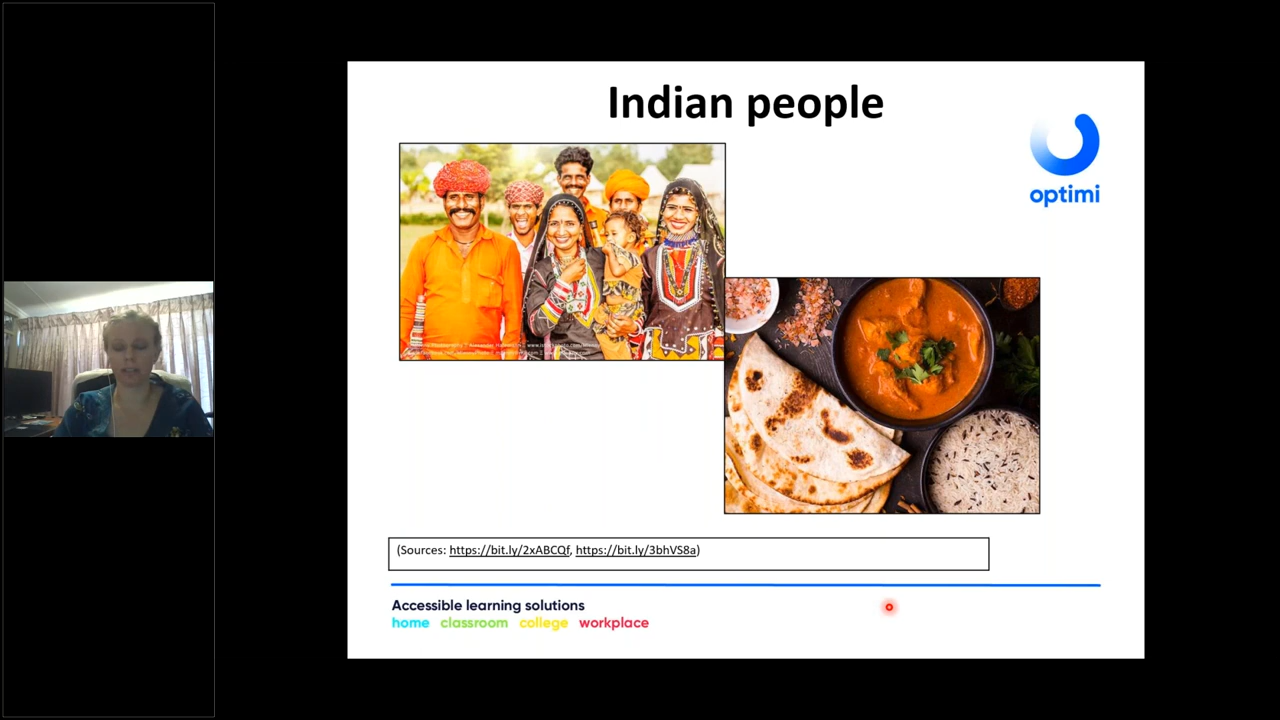 Indian people
optimi
(Sources: https://bit.ly/2xABCQf, https://bit.ly/3bhVS8a)
Accessible learning solutions
home classroom college workplace